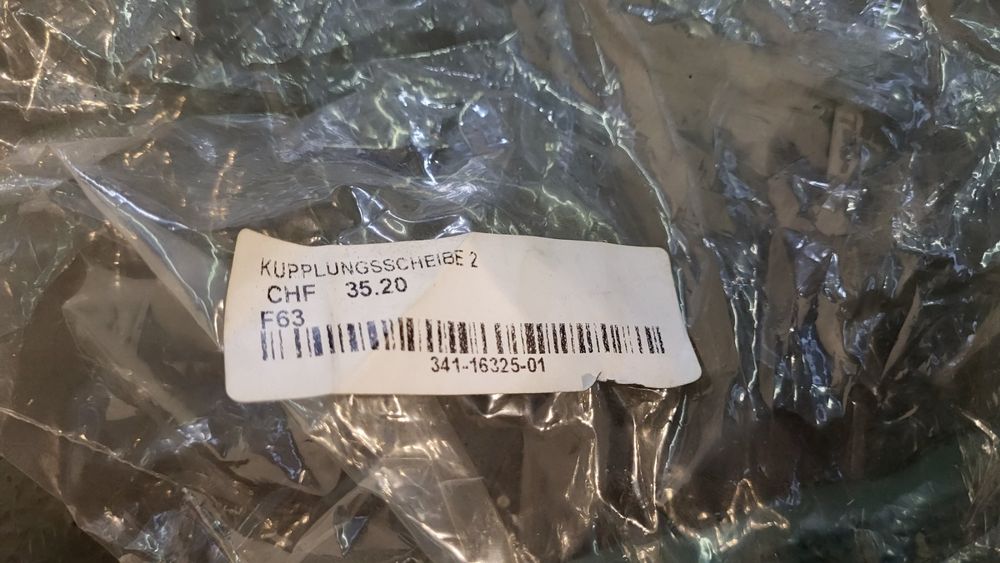 KUPPLUNGSSCHEIBE 2
CHF 35.20
F63
341-16325-01